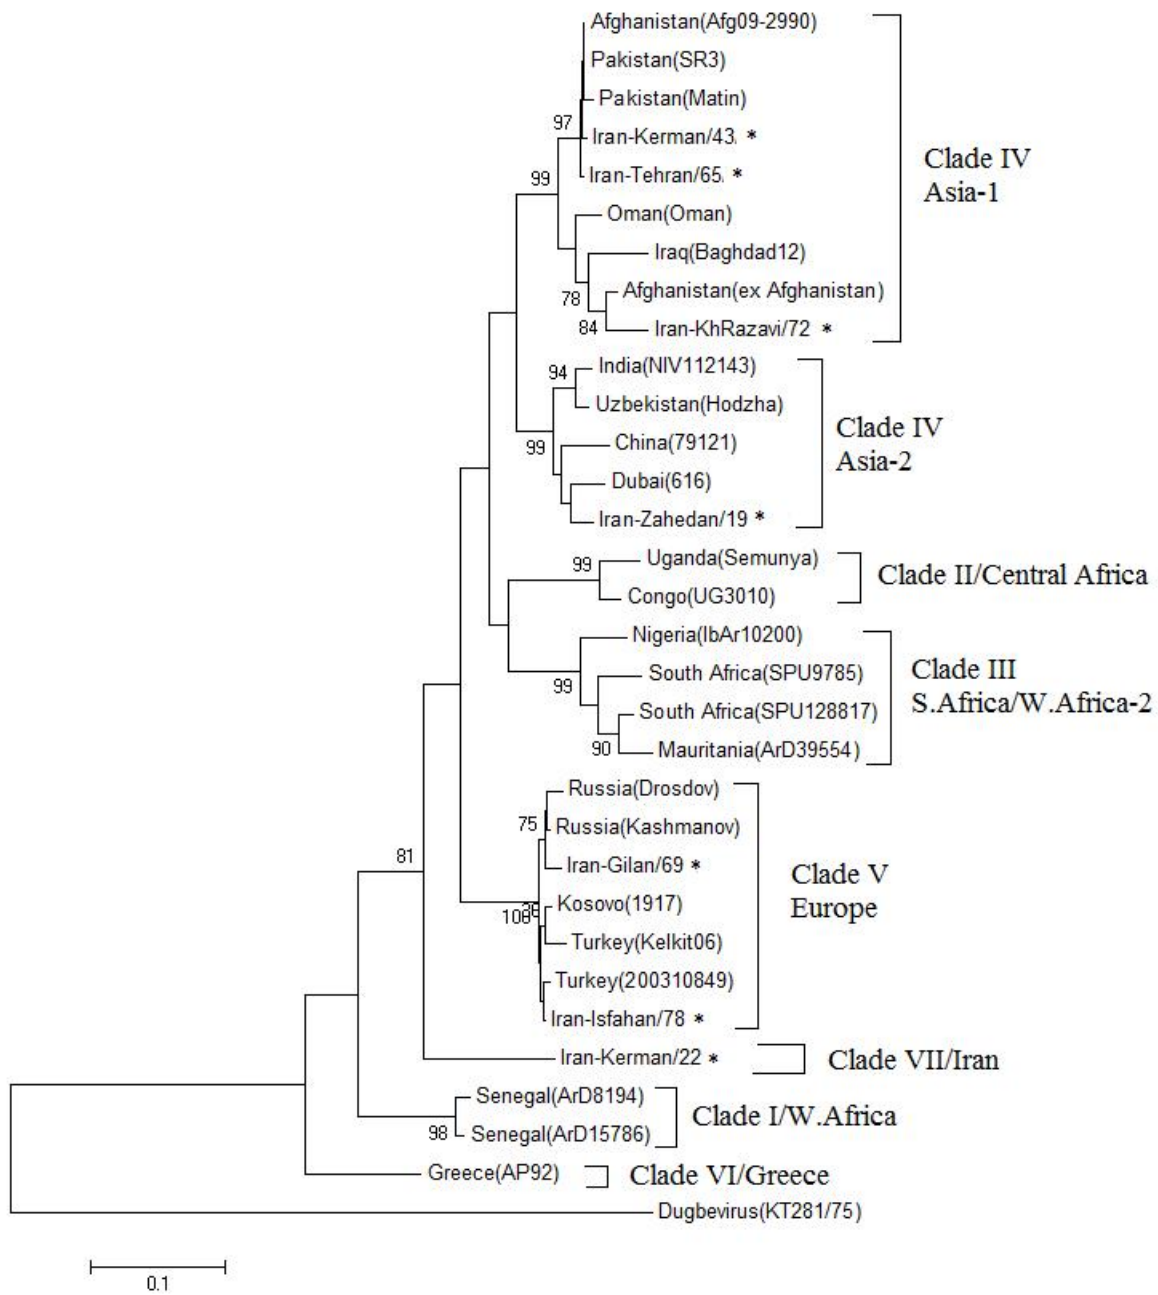 Afghanistan(Afg09-2990)
Pakistan(SR3)
Pakistan(Matin)
97
Iran-Kerman/43. *
Iran-Tehran/65. *
99
Clade IV
Asia-1
Oman(Oman)
Iraq(Baghdad12)
Afghanistan(ex Afghanistan)
78
84
Iran-KhRazavi/72 *
India(NIV112143)
94
Uzbekistan(Hodzha)
Clade IV
Asia-2
China(79121)
99
Dubai(616)
Iran-Zahedan/19 *
Uganda(Semunya)
99
Clade II/Central Africa
Congo(UG3010)
Nigeria(IbAr10200)
South Africa(SPU9785)
99
Clade III
S.Africa/W.Africa-2
South Africa(SPU128817)
90
Mauritania(ArD39554)
Russia(Drosdov)
75
Russia(Kashmanov)
81
Iran-Gilan/69 *
Clade V
Europe
Kosovo(1917)
Turkey(Kelkit06)
Turkey(200310849)
Iran-Isfahan/78 *
Iran-Kerman/22 *
Clade VII/Iran
Senegal(ArD8194)
Clade I/W.Africa
98
Senegal(ArD15786)
Greece(AP92)
Clade VI/Greece
Dugbevirus(KT281/75)
0.1